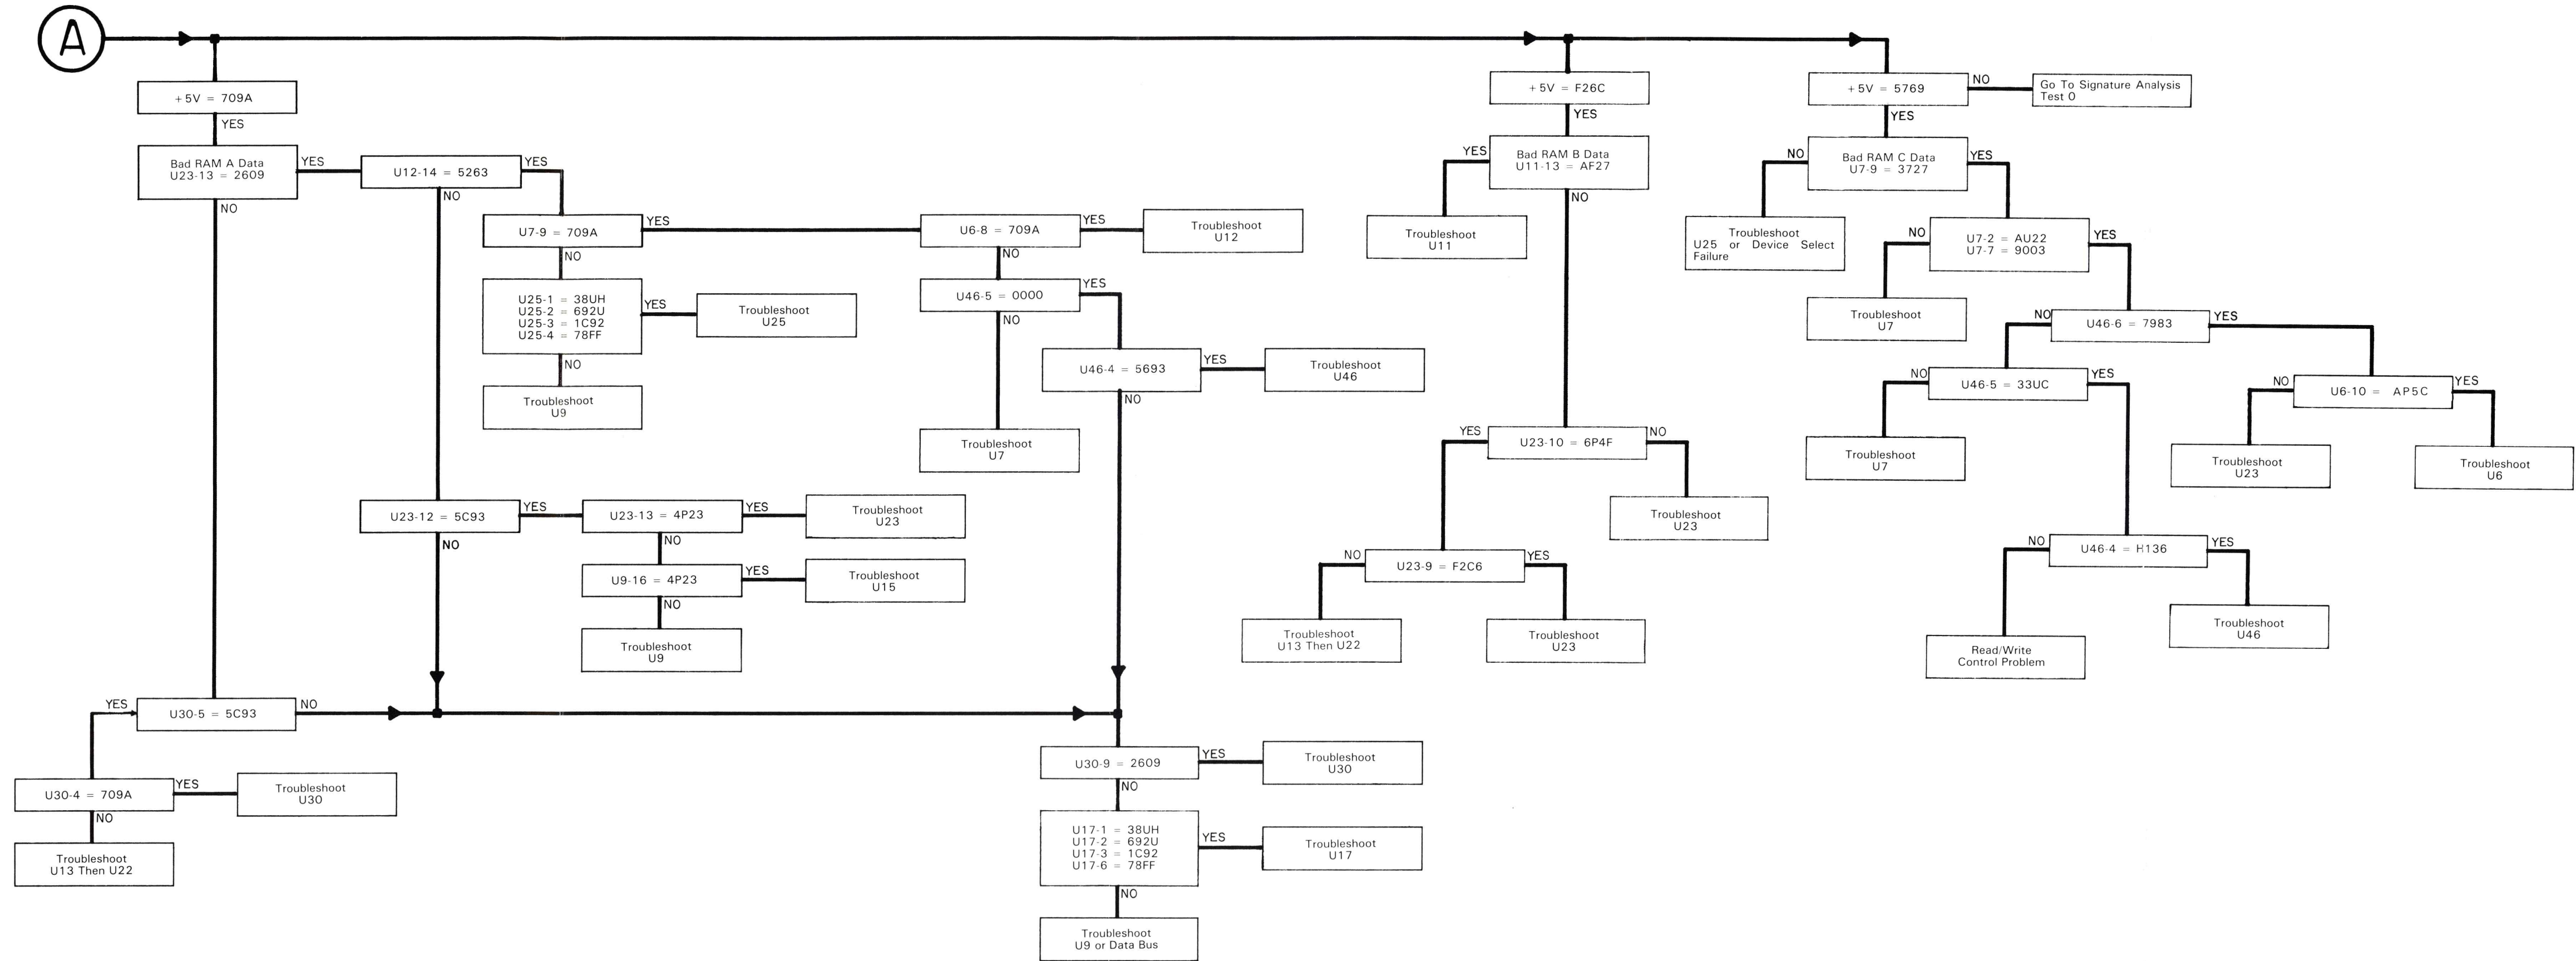 A
+5V = 709A
YES
Bad RAM A Data
U23-13 = 2609
YES
NO
U12-14 = 5263
YES
NO
U7-9 = 709A
YES
NO
U25-1 = 38UH
U25-2 = 692U
U25-3 = 1C92
U25-4 = 78FF
YES
NO
Troubleshoot
U25
Troubleshoot
U9
U6-8 = 709A
YES
NO
Troubleshoot
U12
U46-5 = 0000
YES
NO
Troubleshoot
U7
U46-4 = 5693
YES
NO
Troubleshoot
U46
U23-12 = 5C93
YES
NO
U23-13 = 4P23
YES
NO
Troubleshoot
U23
U9-16 = 4P23
YES
NO
Troubleshoot
U15
Troubleshoot
U9
YES
U30-5 = 5C93
NO
U30-4 = 709A
YES
NO
Troubleshoot
U30
Troubleshoot
U13 Then U22
U30-9 = 2609
YES
NO
Troubleshoot
U30
U17-1 = 38UH
U17-2 = 692U
U17-3 = 1C92
U17-6 = 78FF
YES
NO
Troubleshoot
U17
Troubleshoot
U9 or Data Bus
+5V = F26C
YES
YES
Bad RAM B Data
U11-13 = AF27
NO
Troubleshoot
U11
YES
U23-10 = 6P4F
NO
Troubleshoot
U23
NO
U23-9 = F2C6
YES
Troubleshoot
U13 Then U22
Troubleshoot
U23
+5V = 5769
NO
YES
Go To Signature Analysis
Test 0
NO
Bad RAM C Data
U7-9 = 3727
YES
Troubleshoot
U25 or Device Select
Failure
NO
U7-2 = AU22
U7-7 = 9003
YES
Troubleshoot
U7
NO
U46-6 = 7983
YES
NO
U46-5 = 33UC
YES
NO
U6-10 = AP5C
YES
Troubleshoot
U7
Troubleshoot
U23
Troubleshoot
U6
NO
U46-4 = H136
YES
Read/Write
Control Problem
Troubleshoot
U46